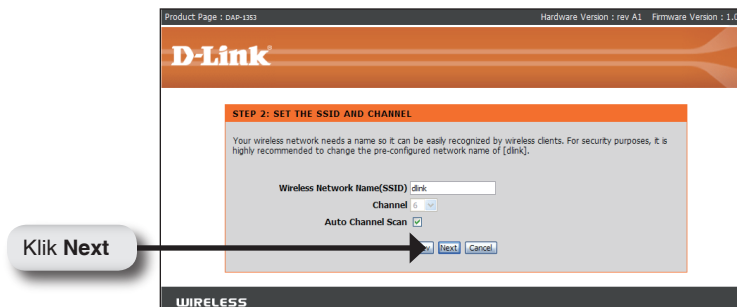 Product Page : DAP-1353 Hardware Version : rev A1 Firmware Version : 1.0
D-Link
STEP 2: SET THE SSID AND CHANNEL
Your wireless network needs a name so it can be easily recognized by wireless clients. For security purposes, it is
highly recommended to change the pre-configured network name of [dlink].
Wireless Network Name(SSID) dlink
Channel 6
Auto Channel Scan
Klik Next
Next Cancel
WIRELESS